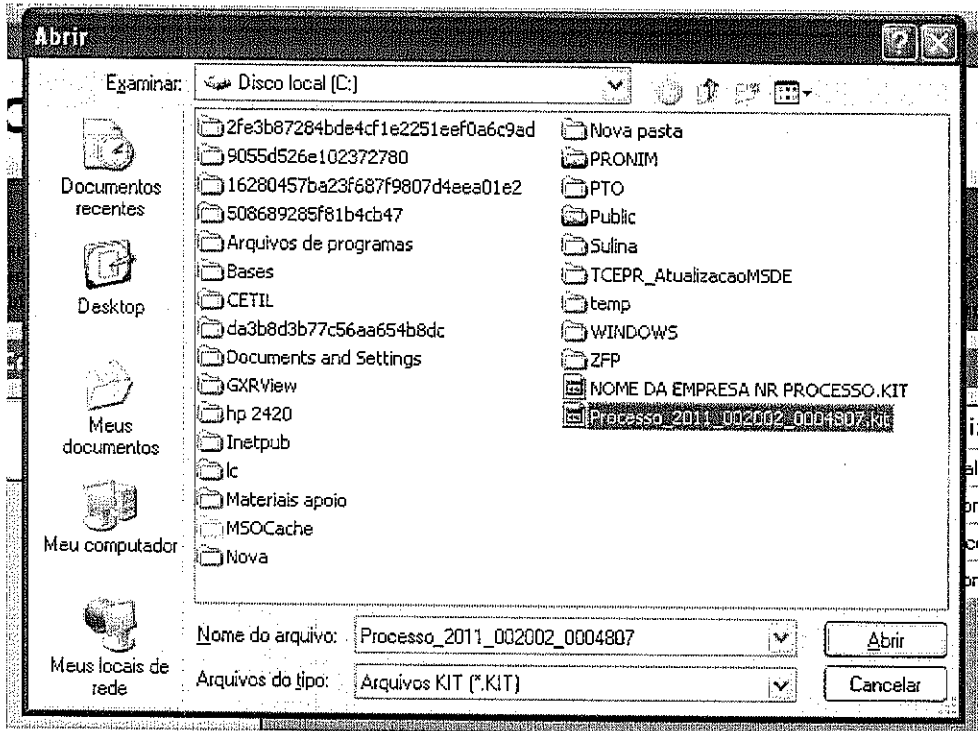 Abrir
Examinar:
Disco local (C:)
Documentos
recentes
Desktop
Meus
documentos
Meu computador
Meus locais de
rede
2fe3b87284bde4cf1e2251eef0a6c9ad
9055d526e102372780
16280457ba23f687f9807d4eea01e2
508689285f81b4cb47
Arquivos de programas
Bases
CETIL
da3b8d3b77c56aa654b8dc
Documents and Settings
GXRView
hp 2420
Inetpub
lc
Materiais apoio
MSOCache
Nova
Nova pasta
PRONIM
PTO
Public
Sulina
TCEPR_AtualizacaoMSDE
temp
WINDOWS
ZFP
NOME DA EMPRESA NR PROCESSO.KIT
Processo_2011_002002_0004807.kit
Nome do arquivo:
Processo_2011_002002_0004807
Abrir
Arquivos do tipo:
Arquivos KIT (*.KIT)
Cancelar